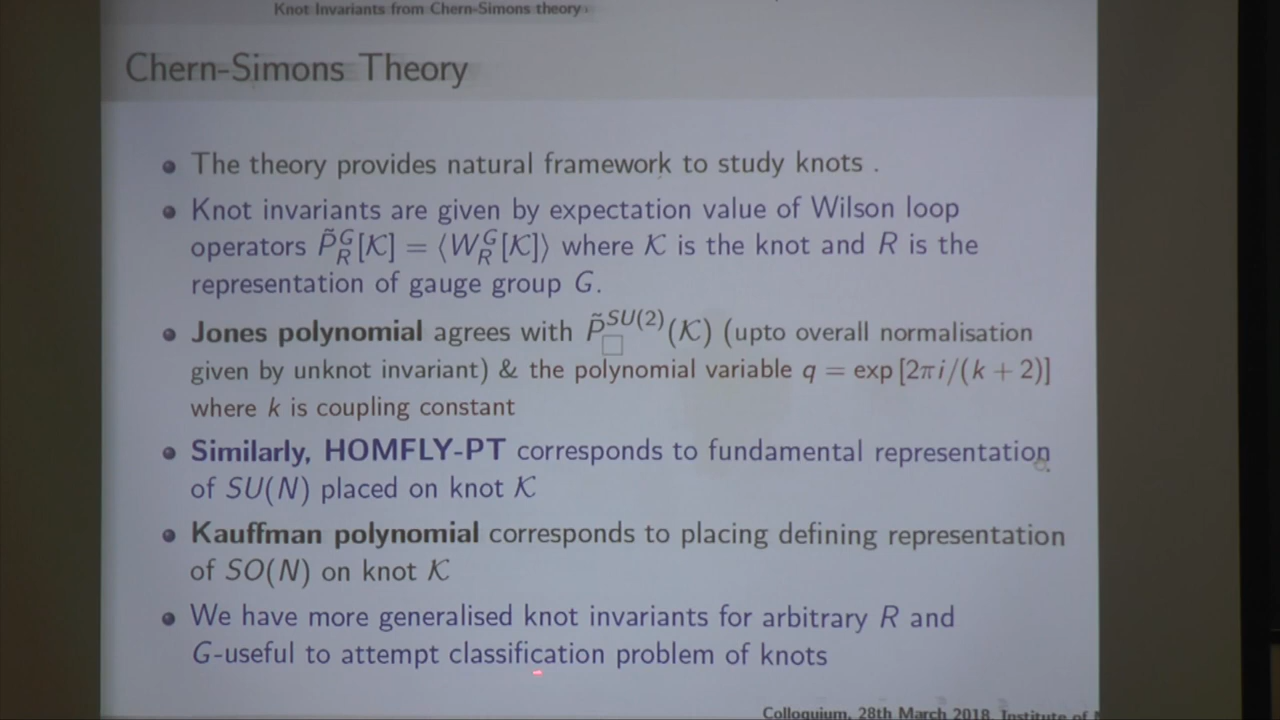 Knot Invariants from Chern-Simons theory
Chern-Simons Theory
• The theory provides natural framework to study knots .
• Knot invariants are given by expectation value of Wilson loop
operators P̃_R^G[𝒦] = ⟨W_R^G[𝒦]⟩ where 𝒦 is the knot and R is the
representation of gauge group G.
• Jones polynomial agrees with P̃_□^{SU(2)}(𝒦) (upto overall normalisation
given by unknot invariant) & the polynomial variable q = exp [2πi/(k + 2)]
where k is coupling constant
• Similarly, HOMFLY-PT corresponds to fundamental representation
of SU(N) placed on knot 𝒦
• Kauffman polynomial corresponds to placing defining representation
of SO(N) on knot 𝒦
• We have more generalised knot invariants for arbitrary R and
G-useful to attempt classification problem of knots
Colloquium, 28th March 2018, Institute of